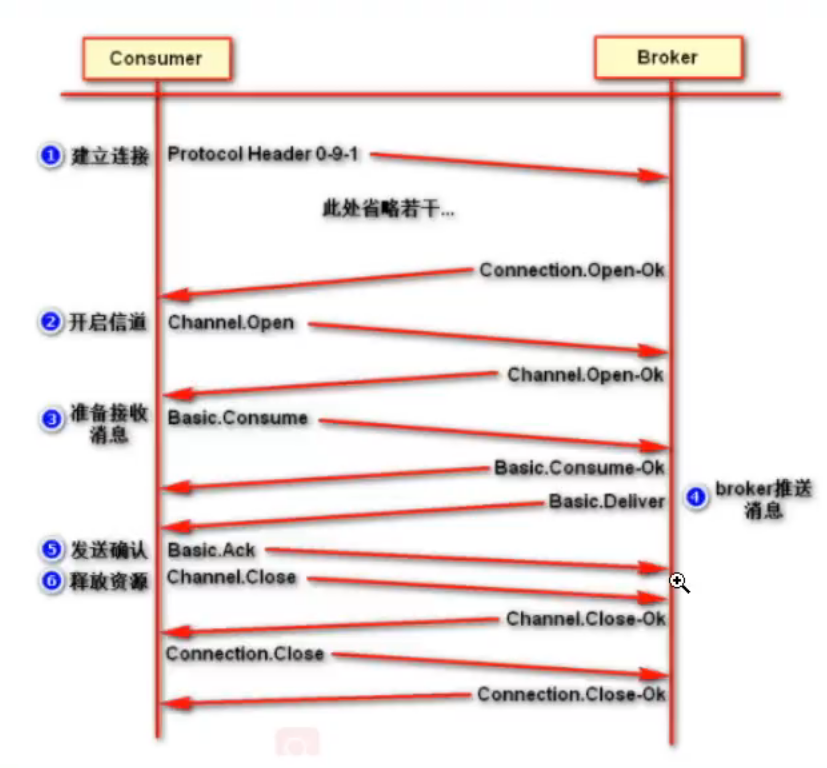 Consumer
Broker
1 建立连接 Protocol Header 0-9-1
此处省略若干...
Connection.Open-Ok
2 开启信道 Channel.Open
Channel.Open-Ok
3 准备接收
消息
Basic.Consume
Basic.Consume-Ok
Basic.Deliver
4 broker推送
消息
5 发送确认 Basic.Ack
6 释放资源 Channel.Close
Channel.Close-Ok
Connection.Close
Connection.Close-Ok